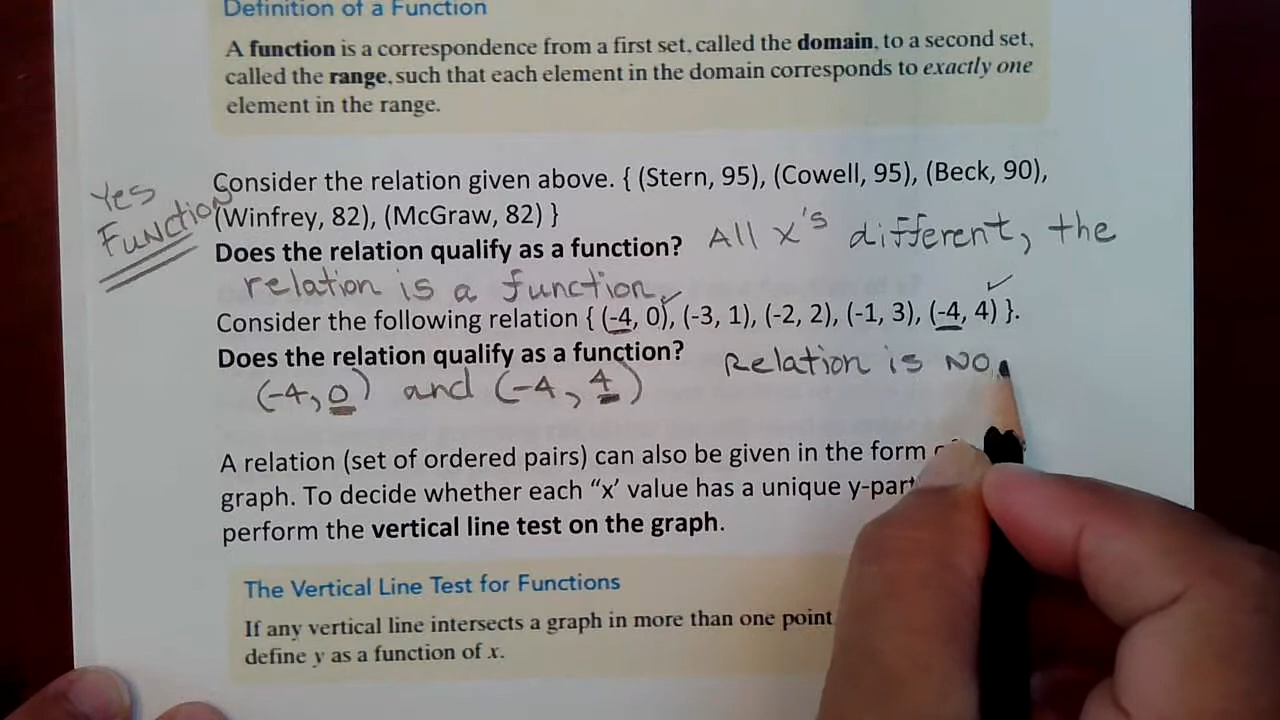 Definition of a Function
A function is a correspondence from a first set, called the domain, to a second set,
called the range, such that each element in the domain corresponds to exactly one
element in the range.
Yes
Function
Consider the relation given above. { (Stern, 95), (Cowell, 95), (Beck, 90),
(Winfrey, 82), (McGraw, 82) }
Does the relation qualify as a function? All x's different, the
relation is a function.
Consider the following relation { (-4, 0), (-3, 1), (-2, 2), (-1, 3), (-4, 4) }.
Does the relation qualify as a function? Relation is NO
(-4, 0) and (-4, 4)
A relation (set of ordered pairs) can also be given in the form
graph. To decide whether each “x’ value has a unique y-part
perform the vertical line test on the graph.
The Vertical Line Test for Functions
If any vertical line intersects a graph in more than one point
define y as a function of x.